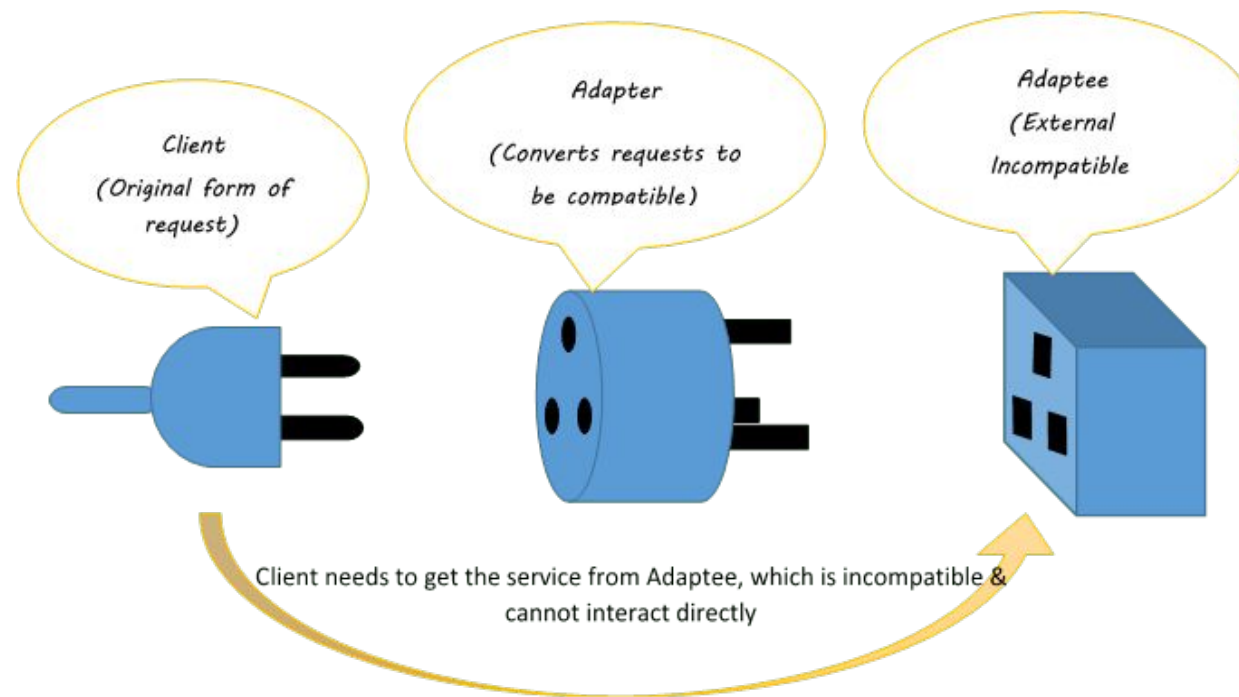 Client
(Original form of
request)
Adapter
(Converts requests to
be compatible)
Adaptee
(External
Incompatible
Client needs to get the service from Adaptee, which is incompatible &
cannot interact directly